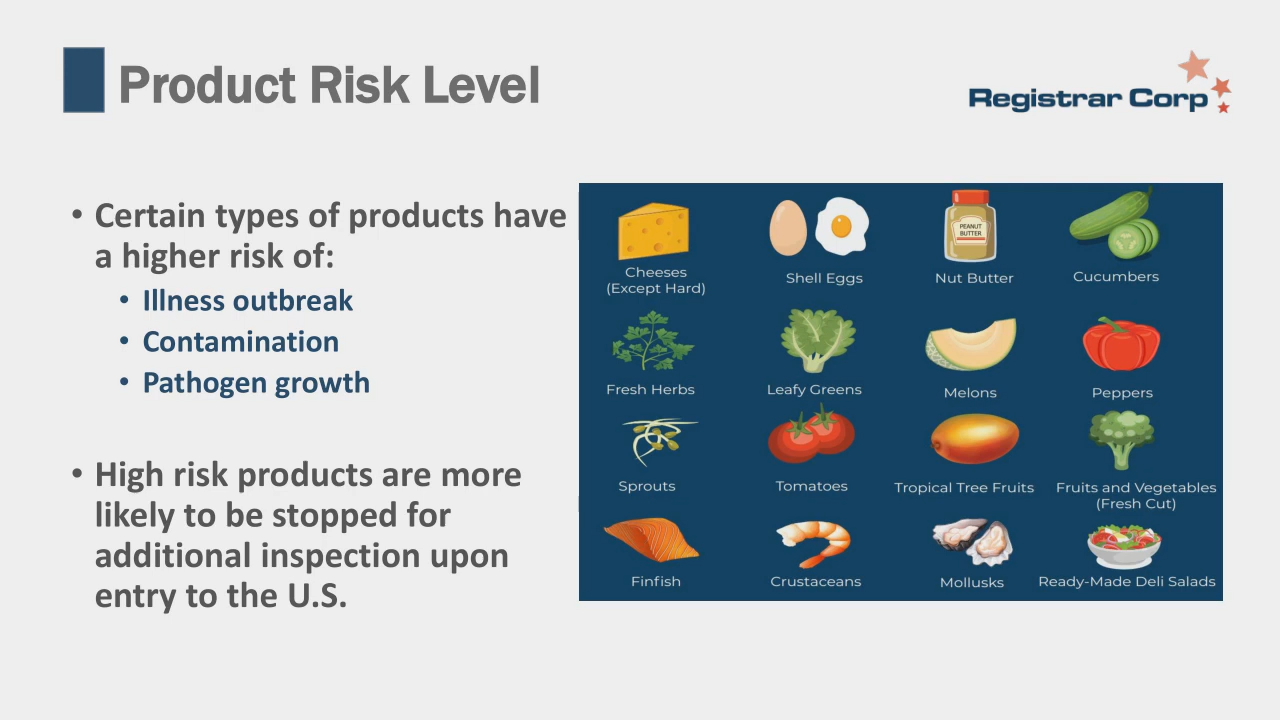 Product Risk Level
Registrar Corp
• Certain types of products have
a higher risk of:
• Illness outbreak
• Contamination
• Pathogen growth
• High risk products are more
likely to be stopped for
additional inspection upon
entry to the U.S.
PEANUT
BUTTER
Cheeses
(Except Hard)
Shell Eggs
Nut Butter
Cucumbers
Fresh Herbs
Leafy Greens
Melons
Peppers
Sprouts
Tomatoes
Tropical Tree Fruits
Fruits and Vegetables
(Fresh Cut)
Finfish
Crustaceans
Mollusks
Ready-Made Deli Salads